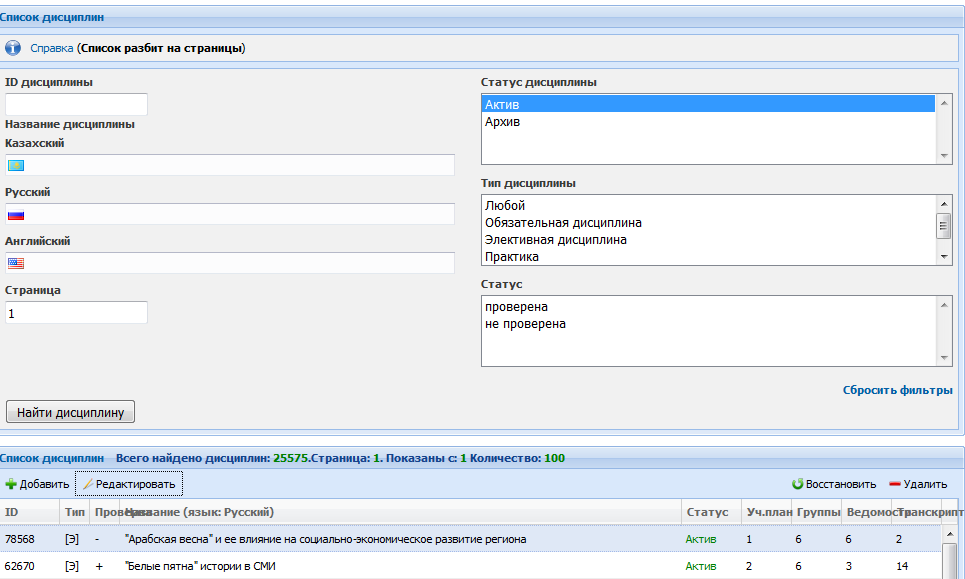 Список дисциплин
Справка (Список разбит на страницы)
ID дисциплины
Название дисциплины
Казахский
Русский
Английский
Страница
1
Найти дисциплину
Статус дисциплины
Актив
Архив
Тип дисциплины
Любой
Обязательная дисциплина
Элективная дисциплина
Практика
Статус
проверена
не проверена
Сбросить фильтры
Список дисциплин Всего найдено дисциплин: 25575.Страница: 1. Показаны с: 1 Количество: 100
Добавить Редактировать Восстановить Удалить
ID Тип Название (язык: Русский) Статус Уч.план Группы Ведомости Транскрипт
78568 [Э] - "Арабская весна" и ее влияние на социально-экономическое развитие региона Актив 1 6 6 2
62670 [Э] + "Белые пятна" истории в СМИ Актив 2 6 3 14